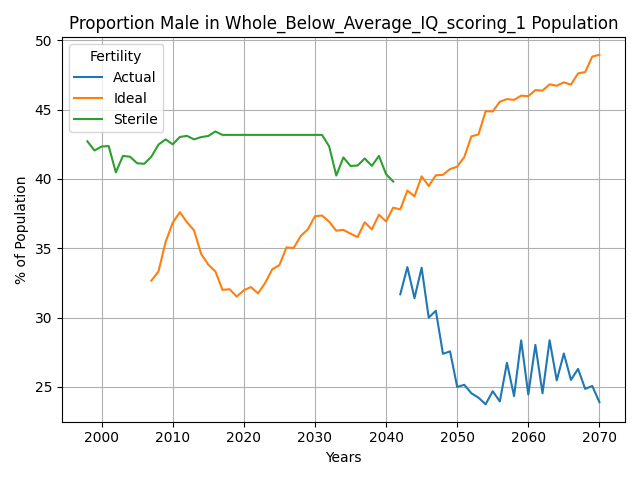 Proportion Male in Whole_Below_Average_IQ_scoring_1 Population
50
45
40
35
30
25
% of Population
Fertility
Actual
Ideal
Sterile
2000 2010 2020 2030 2040 2050 2060 2070
Years